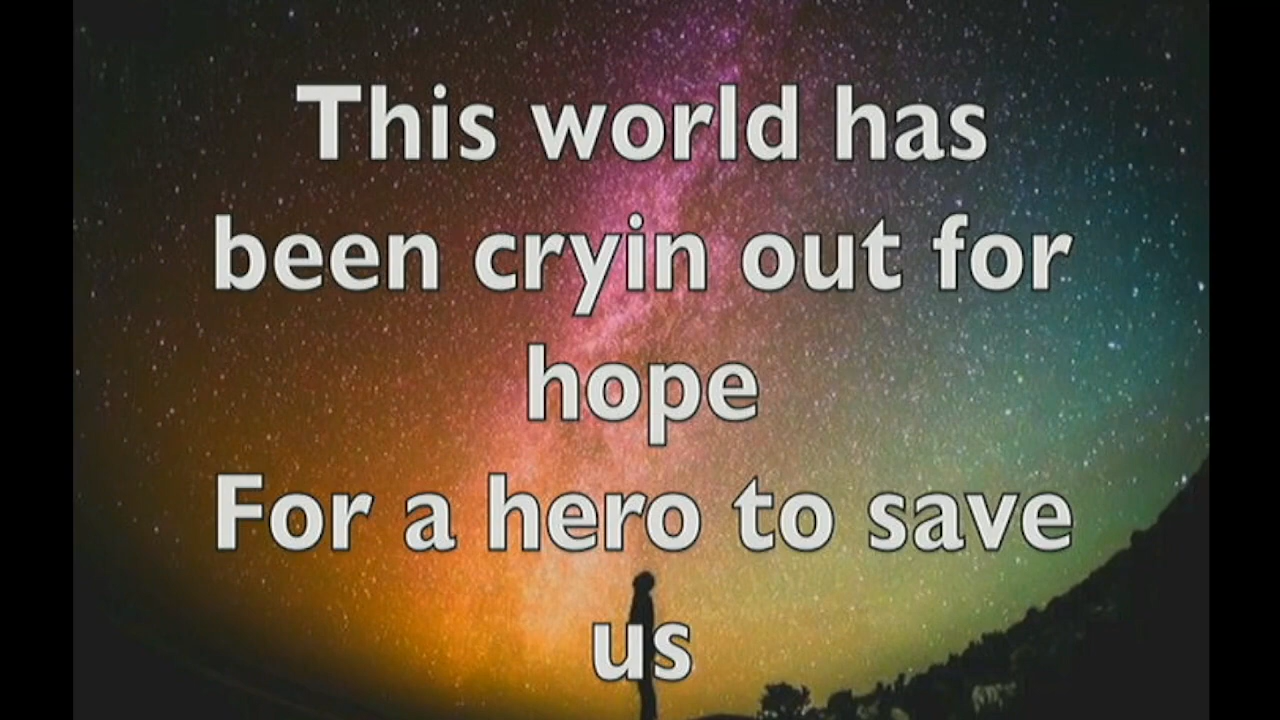 This world has
been cryin out for
hope
For a hero to save
us